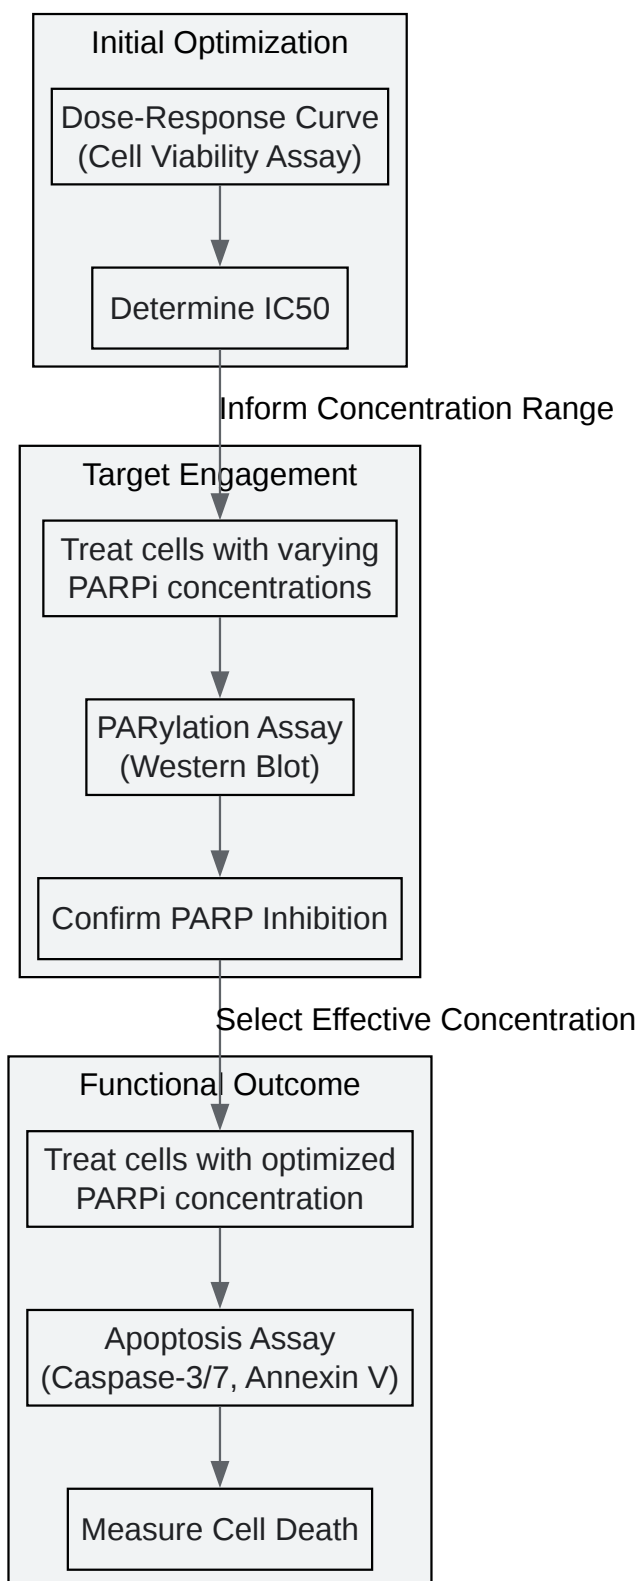 Initial Optimization
Dose-Response Curve
(Cell Viability Assay)
Determine IC50
Inform Concentration Range
Target Engagement
Treat cells with varying
PARPi concentrations
PARylation Assay
(Western Blot)
Confirm PARP Inhibition
Select Effective Concentration
Functional Outcome
Treat cells with optimized
PARPi concentration
Apoptosis Assay
(Caspase-3/7, Annexin V)
Measure Cell Death